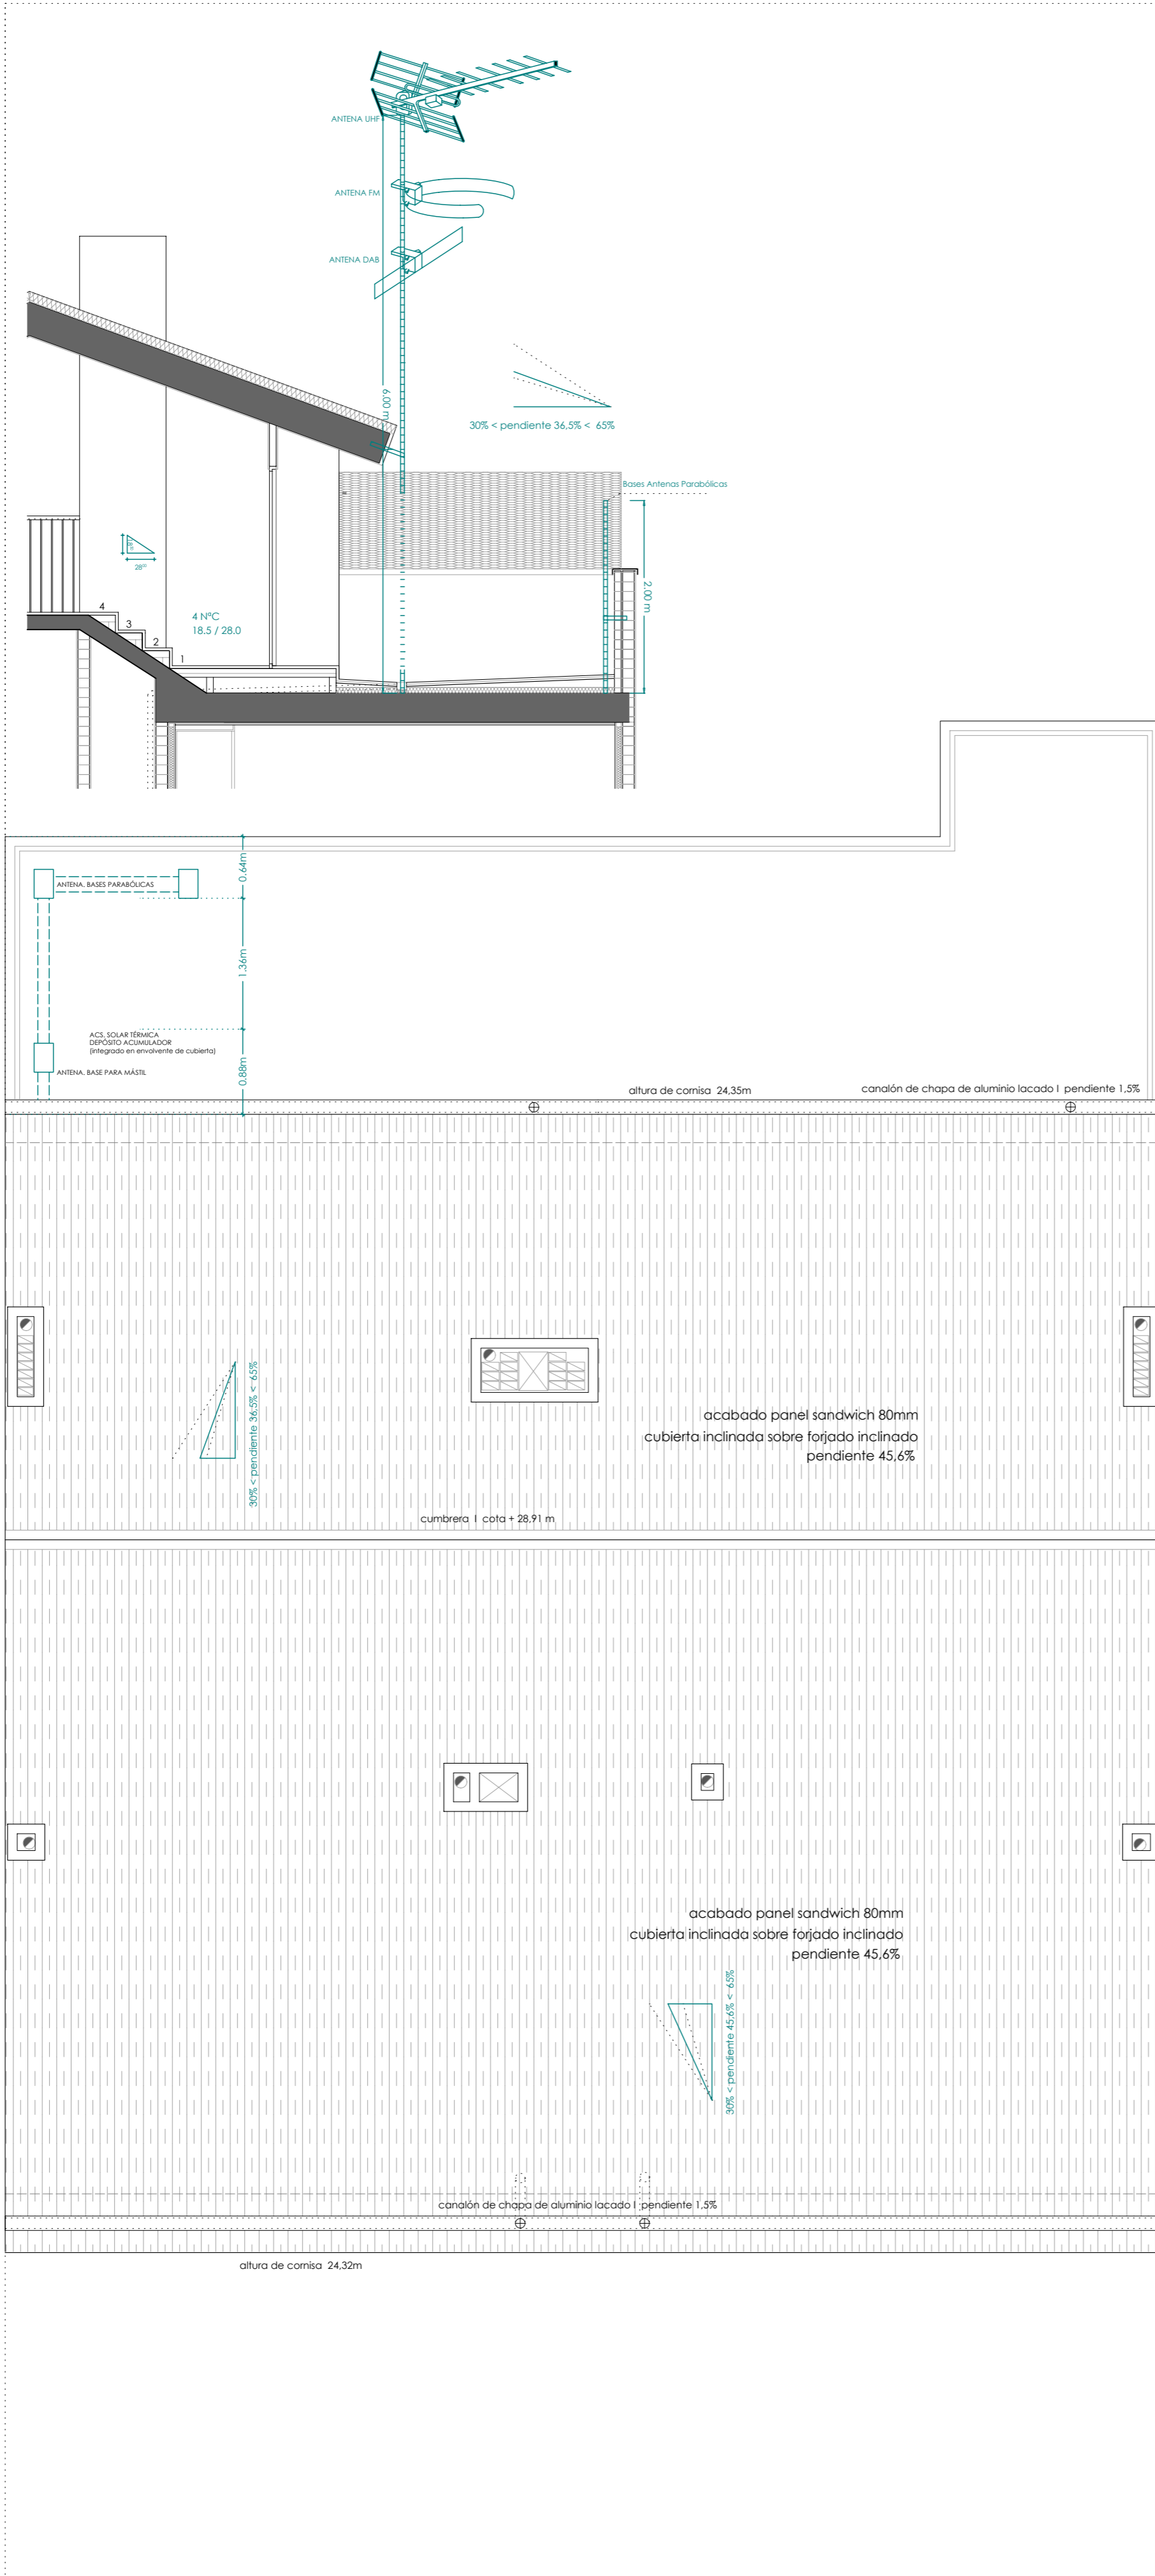 ANTENA UHF
ANTENA FM
ANTENA DAB
6.00 m
30% < pendiente 36,5% < 65%
Bases Antenas Parabólicas
2.00 m
28⁰⁰
4
3
2
1
4 NºC
18.5 / 28.0
0.64m
ANTENA. BASES PARABÓLICAS
1.36m
ACS. SOLAR TÉRMICA
DEPÓSITO ACUMULADOR
(integrado en envolvente de cubierta)
ANTENA. BASE PARA MÁSTIL
0.88m
altura de cornisa 24,35m
canalón de chapa de aluminio lacado I pendiente 1,5%
30% < pendiente 36,5% < 65%
acabado panel sandwich 80mm
cubierta inclinada sobre forjado inclinado
pendiente 45,6%
cumbrera I cota + 28,91 m
acabado panel sandwich 80mm
cubierta inclinada sobre forjado inclinado
pendiente 45,6%
30% < pendiente 45,6% < 65%
canalón de chapa de aluminio lacado I pendiente 1,5%
altura de cornisa 24,32m